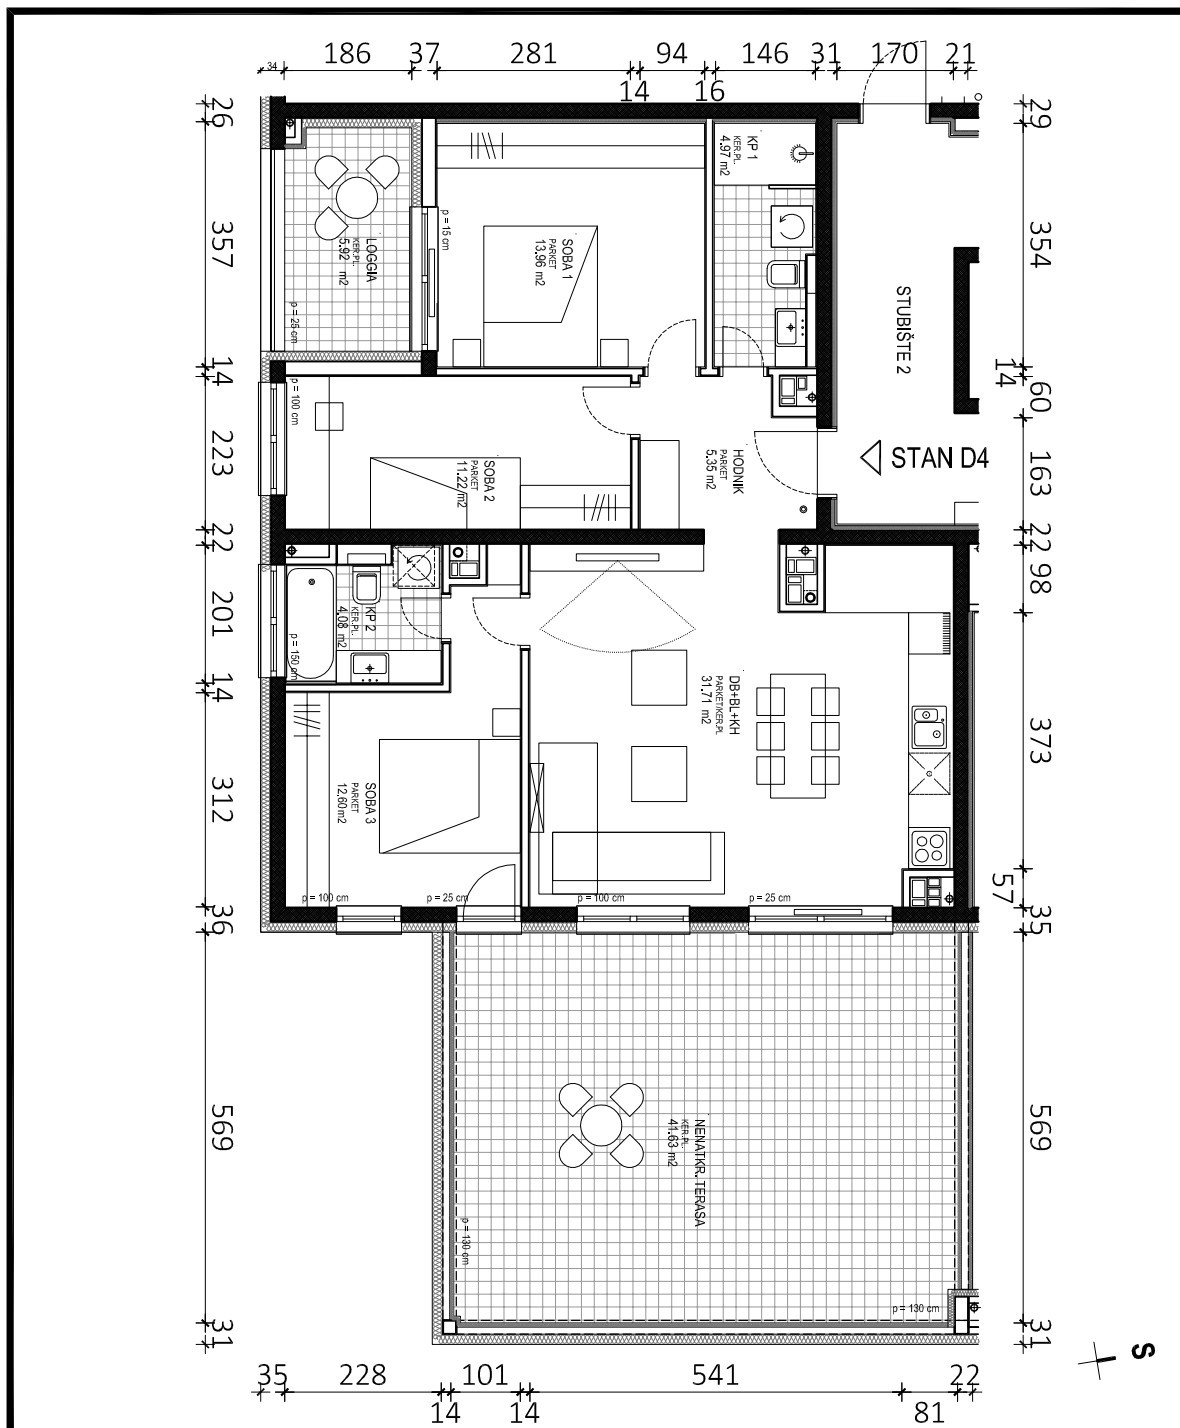 186 37 281 94 146 31 170 21
34
14 16
26
357
14
223
22
201
14
312
36
569
31
29
354
14
60
163
22
98
373
57
35
569
31
KP 1
KER.PL.
4.97 m2
LOGGIA
KER.PL.
5.92 m2
p = 25 cm
p = 15 cm
SOBA 1
PARKET
13.96 m2
STUBIŠTE 2
STAN D4
p = 100 cm
SOBA 2
PARKET
11.22 m2
HODNIK
PARKET
5.35 m2
KP 2
KER.PL.
4.08 m2
p = 150 cm
DB+BL+KH
PARKET/KER.PL.
31.71 m2
SOBA 3
PARKET
12.60m2
p = 100 cm
p = 25 cm
p = 100 cm
p = 25 cm
NENATKR. TERASA
KER.PL.
41.63 m2
p = 130 cm
p = 130 cm
S
35 228 101 541 22
14 14 81